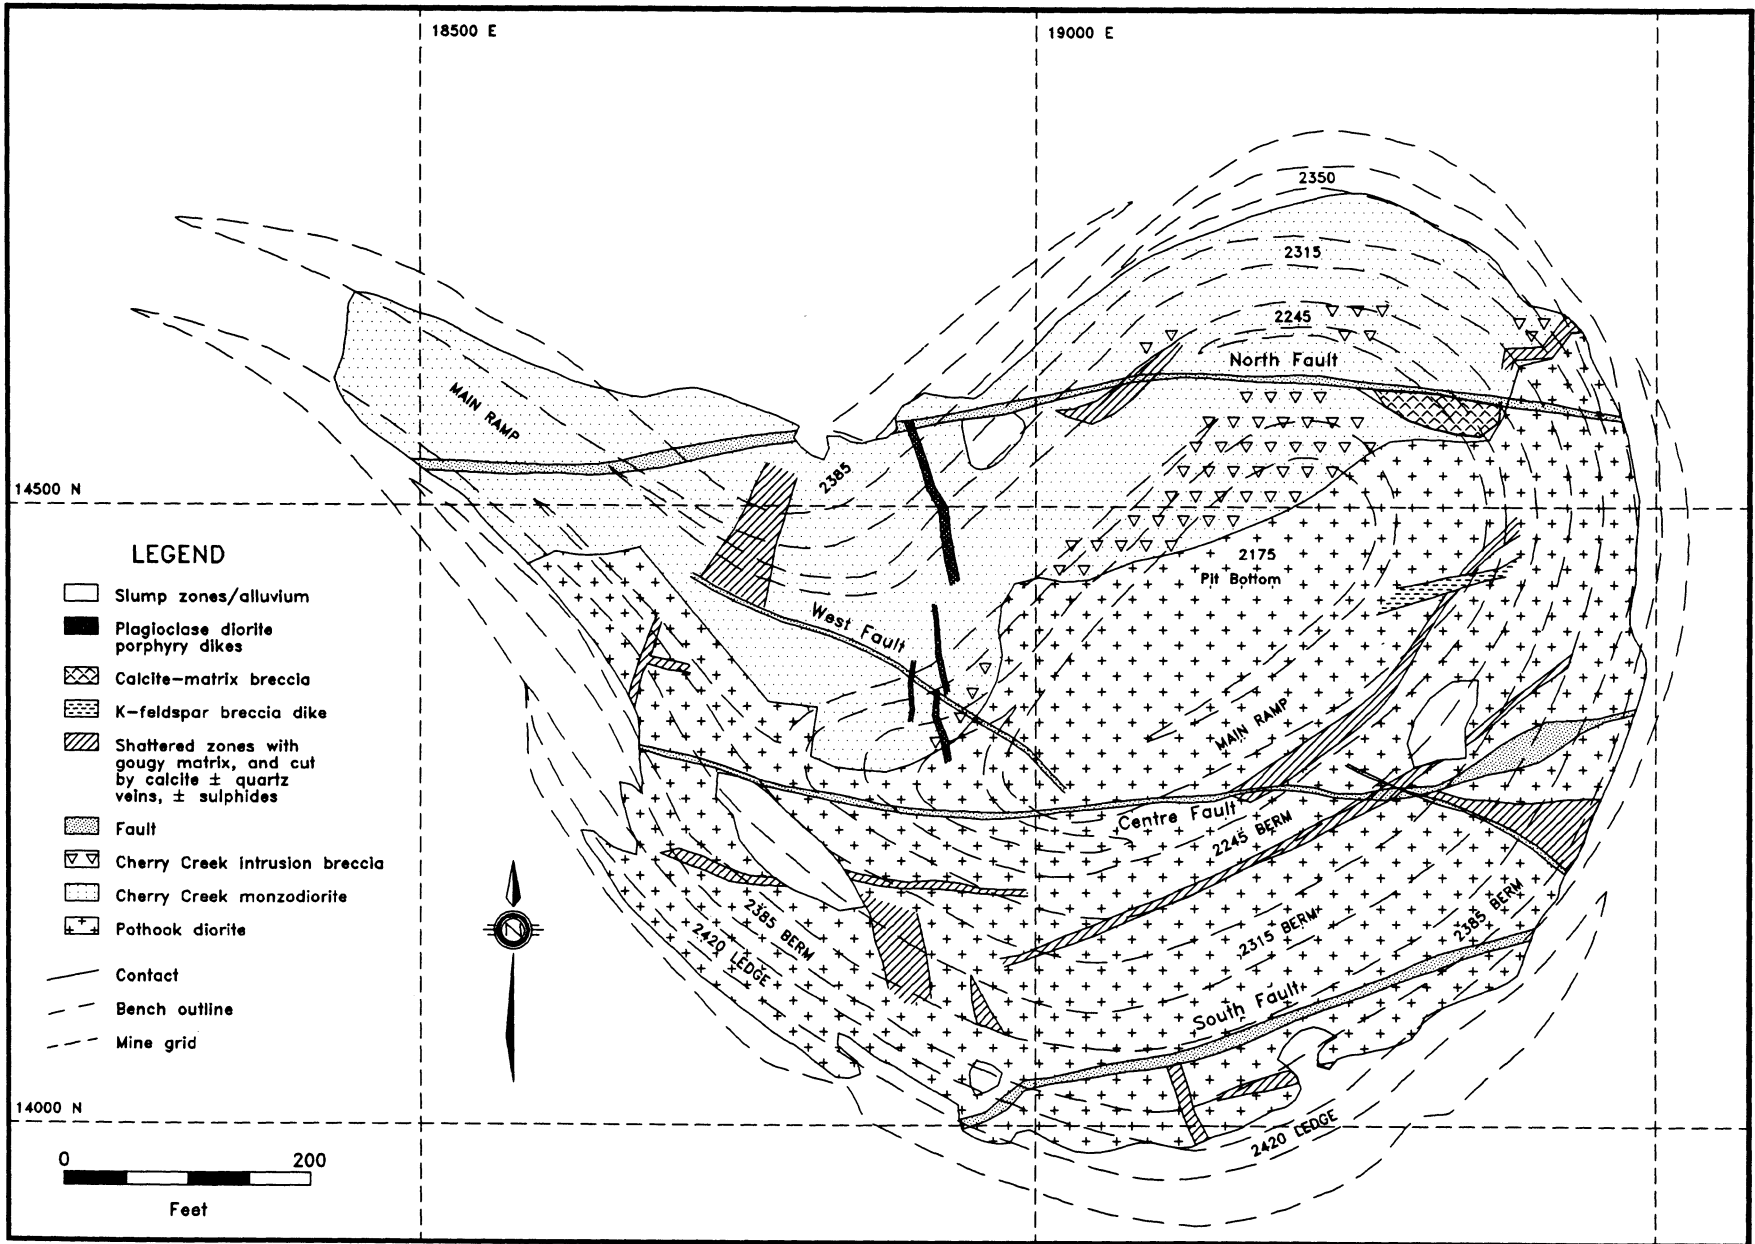 18500 E
19000 E
2350
2315
2245
North Fault
MAIN RAMP
2385
14500 N
2175
Pit Bottom
West Fault
MAIN RAMP
Centre Fault
2245 BERM
2385 BERM
2420 LEDGE
2315 BERM
2385 BERM
South Fault
2420 LEDGE
14000 N
LEGEND
Slump zones/alluvium
Plagioclase diorite
porphyry dikes
Calcite-matrix breccia
K-feldspar breccia dike
Shattered zones with
gougy matrix, and cut
by calcite ± quartz
veins, ± sulphides
Fault
Cherry Creek intrusion breccia
Cherry Creek monzodiorite
Pothook diorite
Contact
Bench outline
Mine grid
N
0 200
Feet